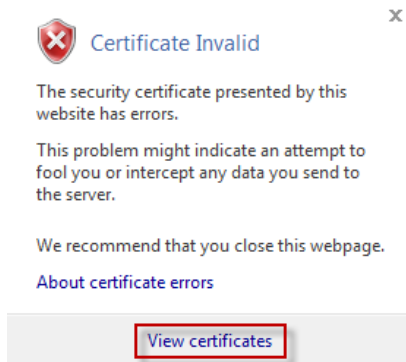 x
Certificate Invalid
The security certificate presented by this
website has errors.
This problem might indicate an attempt to
fool you or intercept any data you send to
the server.
We recommend that you close this webpage.
About certificate errors
View certificates